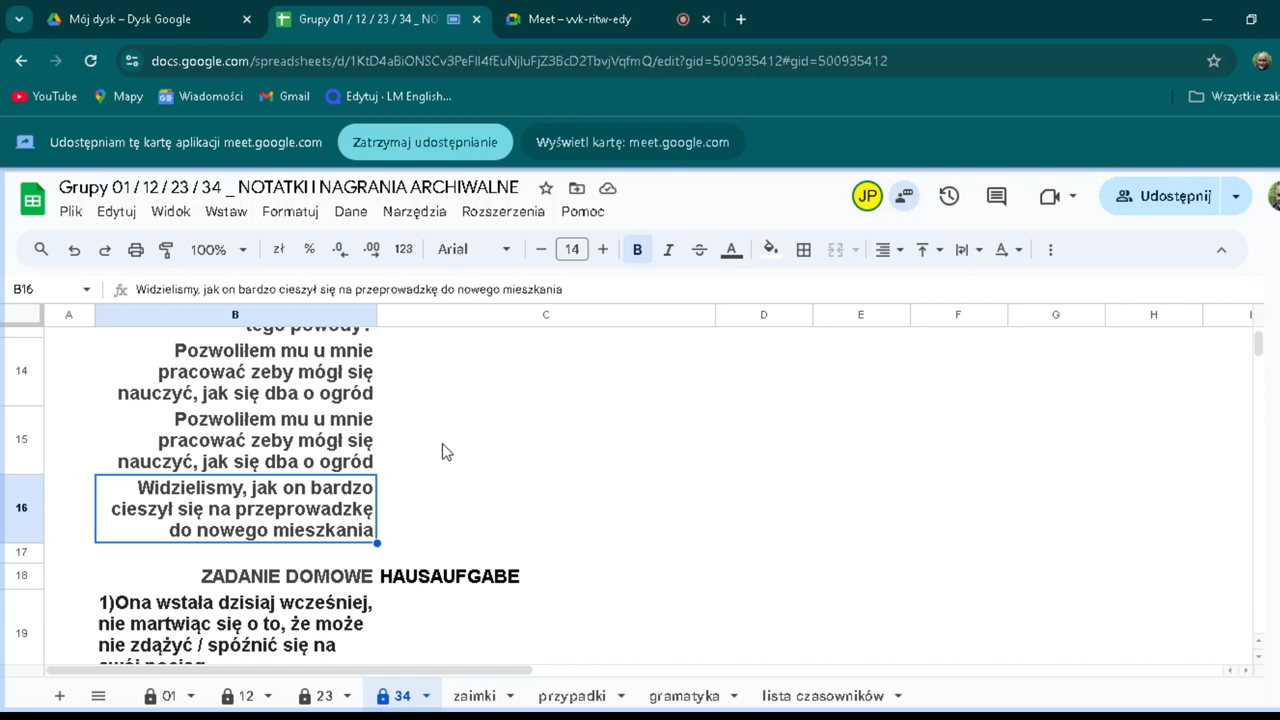 Mój dysk – Dysk Google
Grupy 01 / 12 / 23 / 34 _ NO
Meet – vvk-ritw-edy
docs.google.com/spreadsheets/d/1KtD4aBiONSCv3PeFlI4fEuNjluFjZ3BcD2TbvjVqfmQ/edit?gid=500935412#gid=500935412
YouTube
Mapy
Wiadomości
Gmail
Edytuj · LM English...
Wszystkie zak
Udostępniam tę kartę aplikacji meet.google.com
Zatrzymaj udostępnianie
Wyświetl kartę: meet.google.com
Grupy 01 / 12 / 23 / 34 _ NOTATKI I NAGRANIA ARCHIWALNE
JP
Udostępnij
Plik Edytuj Widok Wstaw Formatuj Dane Narzędzia Rozszerzenia Pomoc
100% zł % .0 .00 123 Arial 14 B I A
B16
Widzielismy, jak on bardzo cieszył się na przeprowadzkę do nowego mieszkania
A B C D E F G H I
tego powody?
14
Pozwoliłem mu u mnie
pracować zeby mógł się
nauczyć, jak się dba o ogród
15
Pozwoliłem mu u mnie
pracować zeby mógł się
nauczyć, jak się dba o ogród
16
Widzielismy, jak on bardzo
cieszył się na przeprowadzkę
do nowego mieszkania
17
18
ZADANIE DOMOWE HAUSAUFGABE
19
1)Ona wstała dzisiaj wcześniej,
nie martwiąc się o to, że może
nie zdążyć / spóźnić się na
swój pociąg
01 12 23 34 zaimki przypadki gramatyka lista czasowników